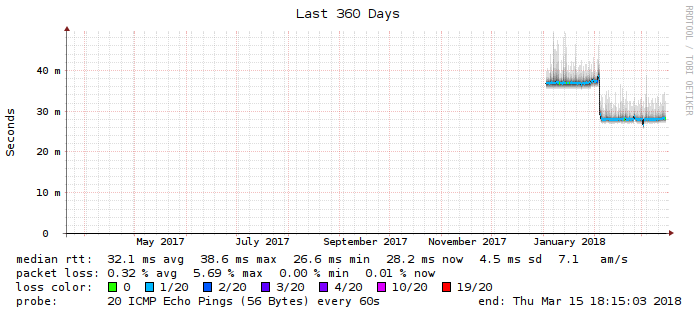 Last 360 Days
RRDTOOL / TOBI OETIKER
Seconds
40 m
30 m
20 m
10 m
0
May 2017 July 2017 September 2017 November 2017 January 2018
median rtt: 32.1 ms avg 38.6 ms max 26.6 ms min 28.2 ms now 4.5 ms sd 7.1 am/s
packet loss: 0.32 % avg 5.69 % max 0.00 % min 0.01 % now
loss color: 0 1/20 2/20 3/20 4/20 10/20 19/20
probe: 20 ICMP Echo Pings (56 Bytes) every 60s end: Thu Mar 15 18:15:03 2018